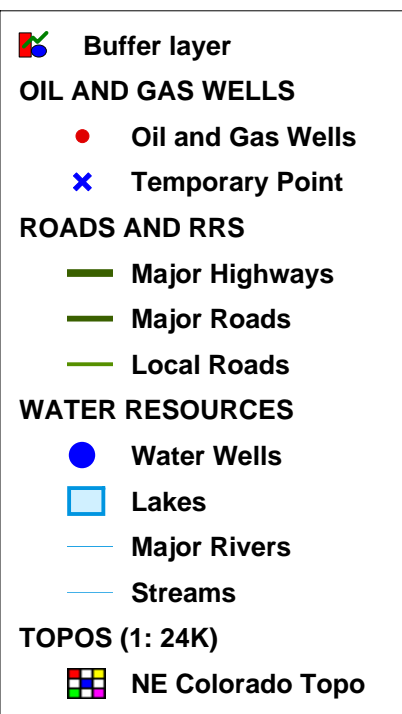 Buffer layer
OIL AND GAS WELLS
Oil and Gas Wells
Temporary Point
ROADS AND RRS
Major Highways
Major Roads
Local Roads
WATER RESOURCES
Water Wells
Lakes
Major Rivers
Streams
TOPOS (1: 24K)
NE Colorado Topo